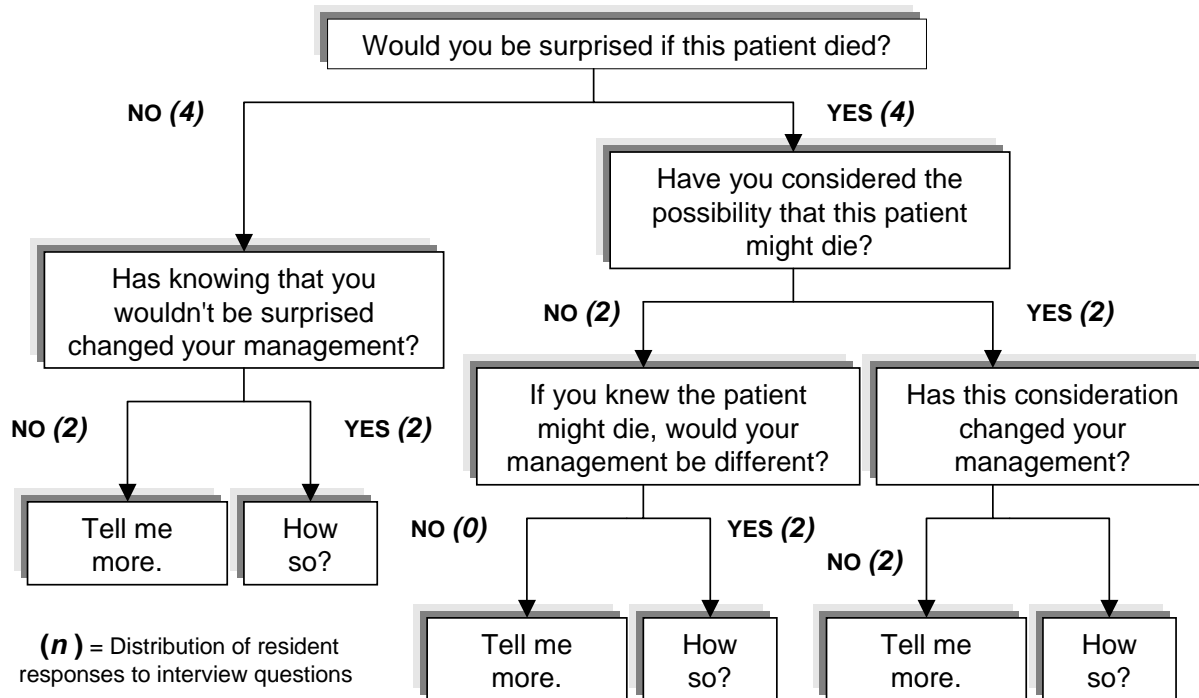 Would you be surprised if this patient died?
NO (4)
YES (4)
Have you considered the
possibility that this patient
might die?
Has knowing that you
wouldn't be surprised
changed your management?
NO (2)
YES (2)
NO (2)
YES (2)
If you knew the patient
might die, would your
management be different?
Has this consideration
changed your
management?
Tell me
more.
How
so?
NO (0)
YES (2)
NO (2)
Tell me
more.
How
so?
Tell me
more.
How
so?
(n) = Distribution of resident
responses to interview questions